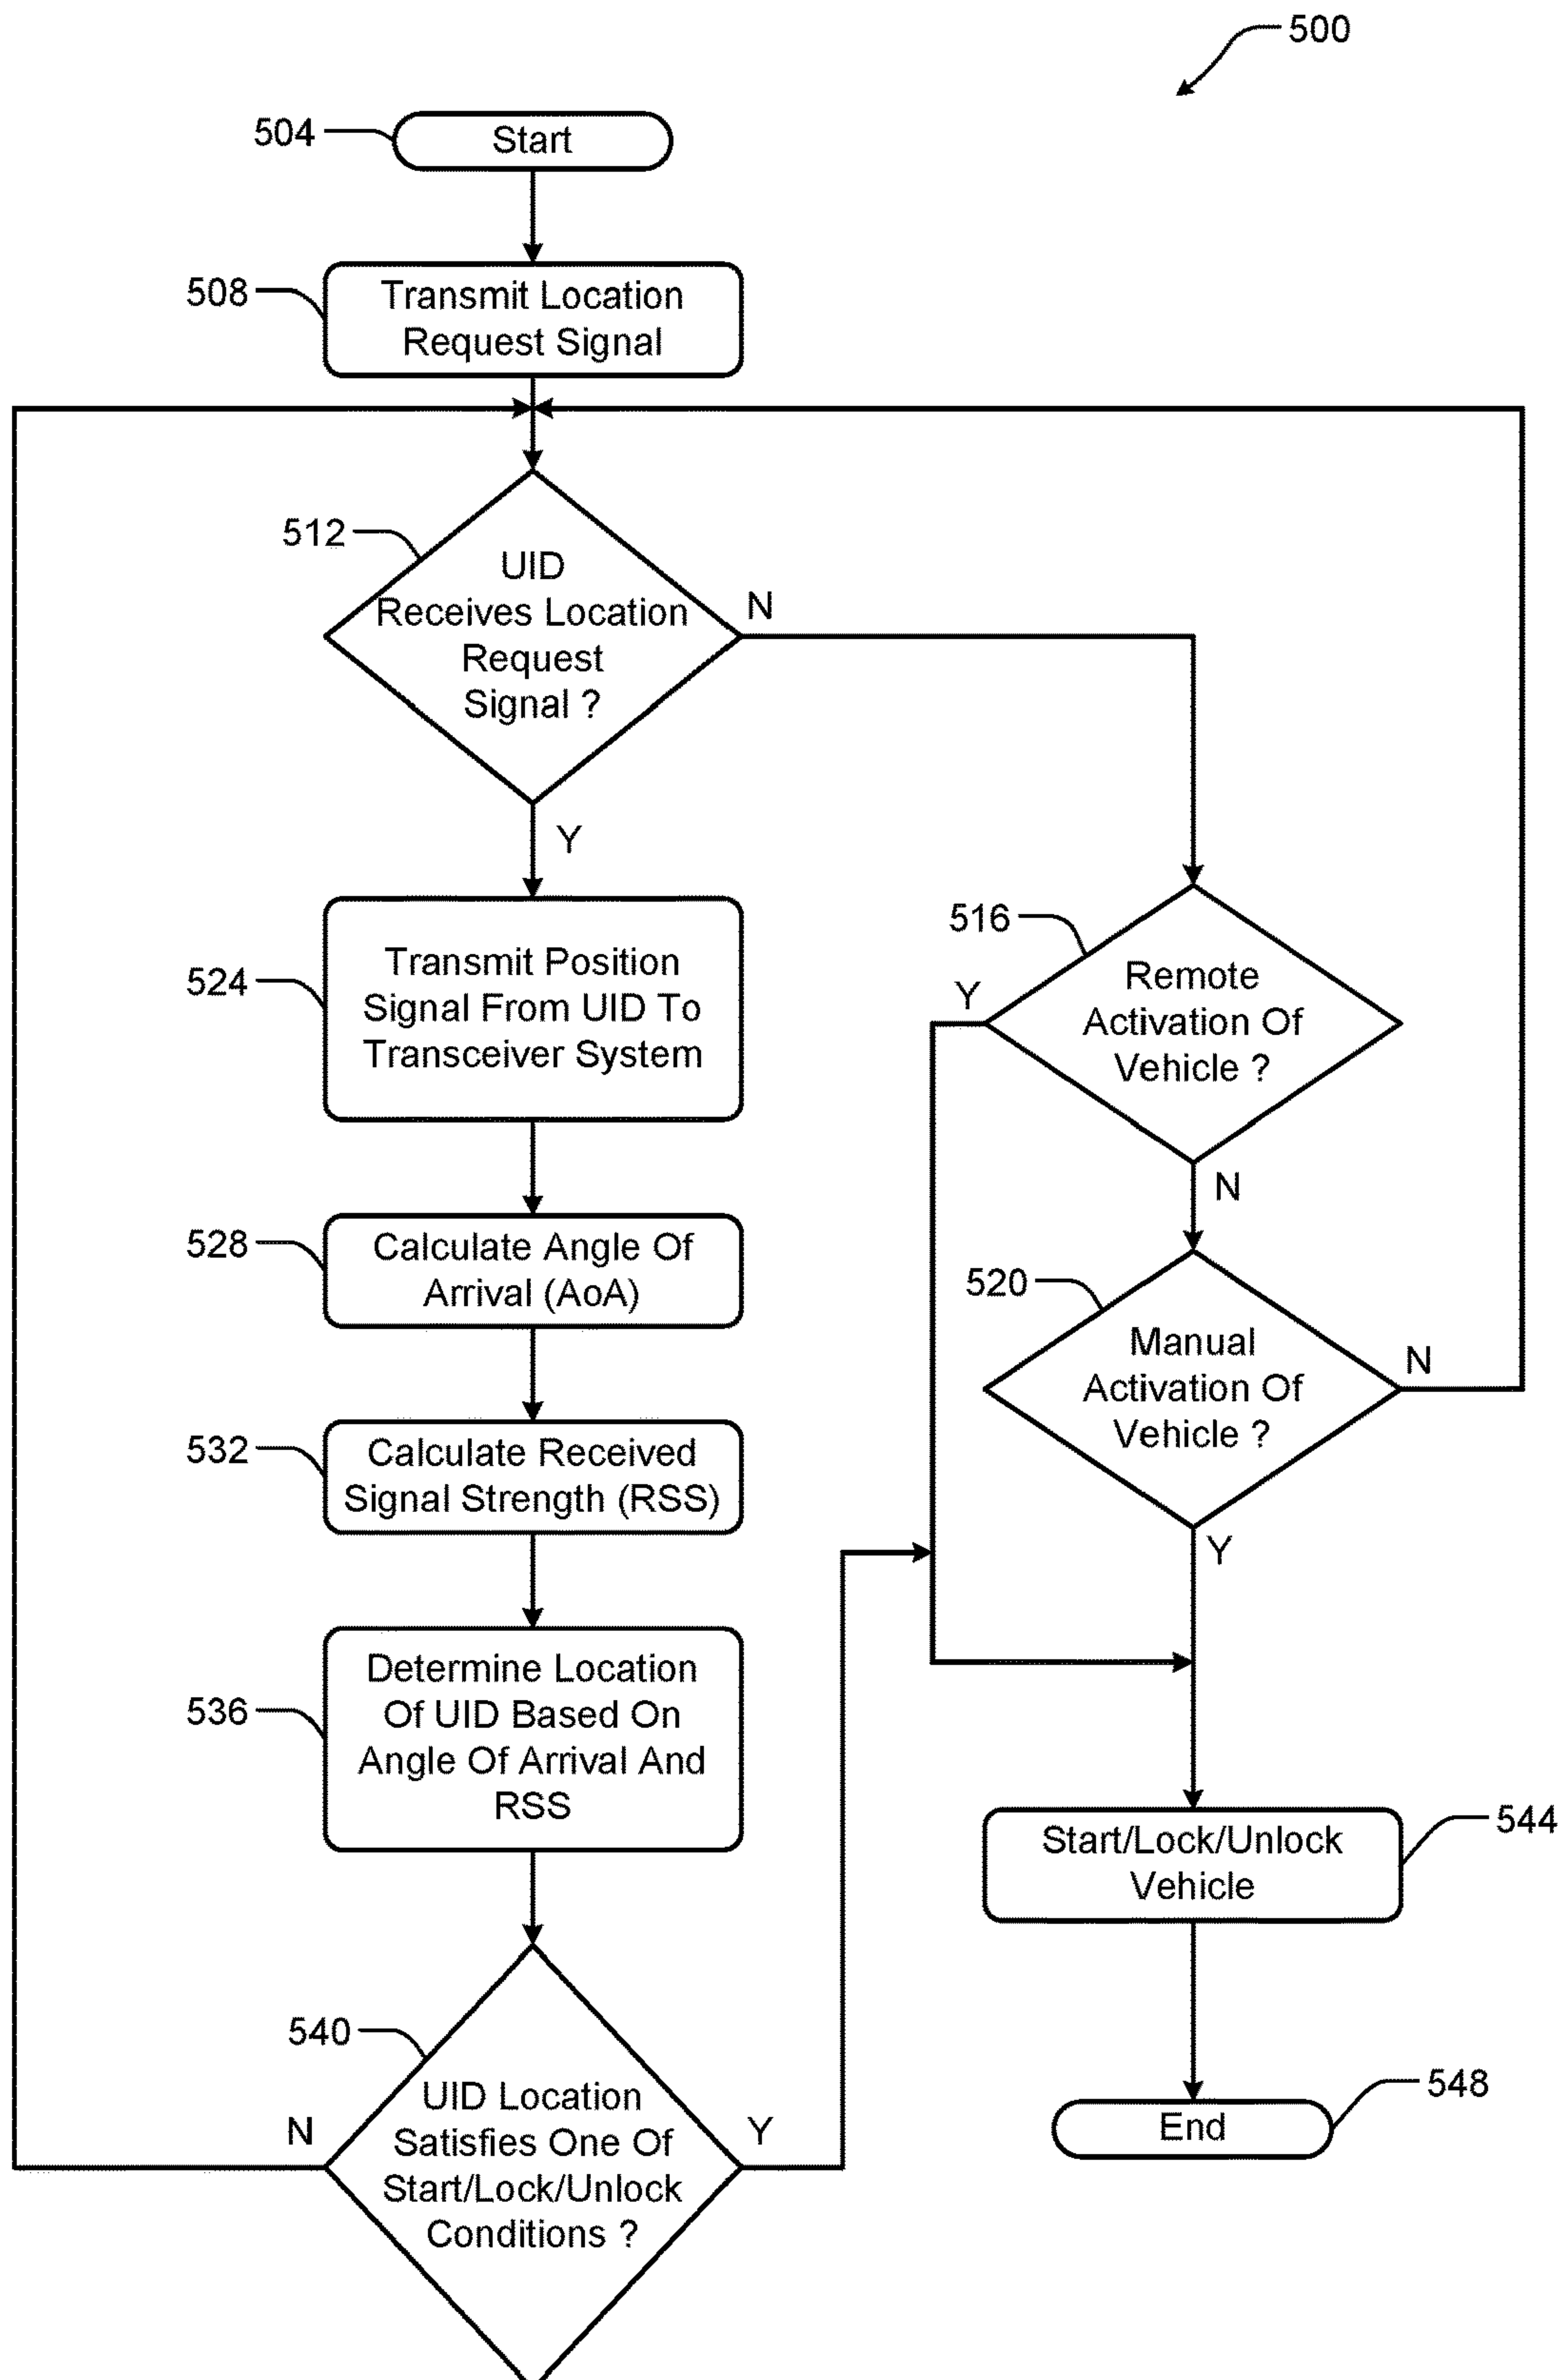 500
504
Start
508
Transmit Location
Request Signal
512
UID
Receives Location
Request
Signal ?
N
Y
524
Transmit Position
Signal From UID To
Transceiver System
516
Remote
Activation Of
Vehicle ?
Y
N
528
Calculate Angle Of
Arrival (AoA)
520
Manual
Activation Of
Vehicle ?
N
Y
532
Calculate Received
Signal Strength (RSS)
536
Determine Location
Of UID Based On
Angle Of Arrival And
RSS
544
Start/Lock/Unlock
Vehicle
540
UID Location
Satisfies One Of
Start/Lock/Unlock
Conditions ?
N
Y
548
End